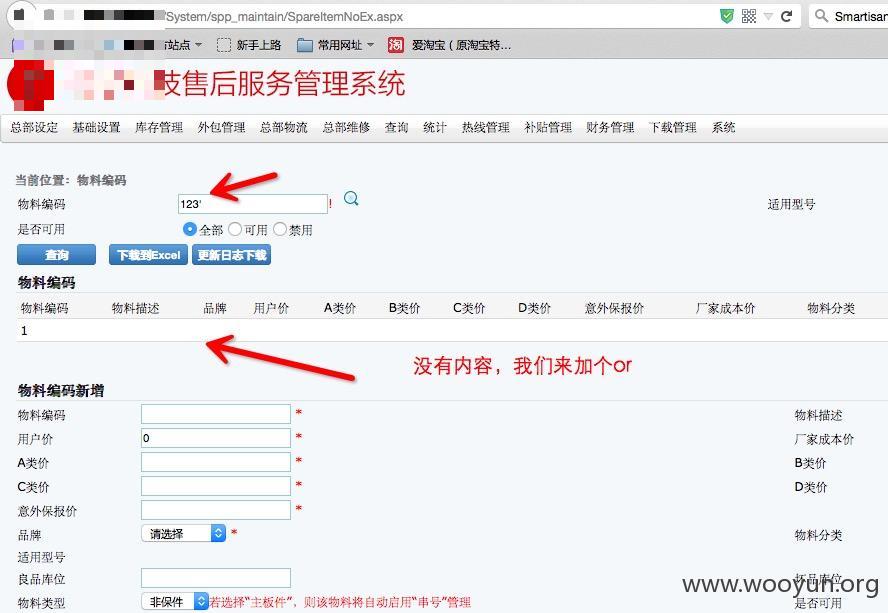 /System/spp_maintain/SpareItemNoEx.aspx Smartisan
站点 新手上路 常用网址 淘 爱淘宝（原淘宝特...
技售后服务管理系统
总部设定 基础设置 库存管理 外包管理 总部物流 总部维修 查询 统计 热线管理 补贴管理 财务管理 下载管理 系统
当前位置：物料编码
物料编码 123' ! 适用型号
是否可用 全部 可用 禁用
查询 下载到Excel 更新日志下载
物料编码
物料编码 物料描述 品牌 用户价 A类价 B类价 C类价 D类价 意外保报价 厂家成本价 物料分类
1
没有内容，我们来加个or
物料编码新增
物料编码 * 物料描述
用户价 0 * 厂家成本价
A类价 * B类价
C类价 * D类价
意外保报价 *
品牌 请选择 * 物料分类
适用型号
良品库位 坏品库位
www.wooyun.org
物料类型 非保件 若选择“主板件”，则该物料将自动启用“串号”管理 是否可用